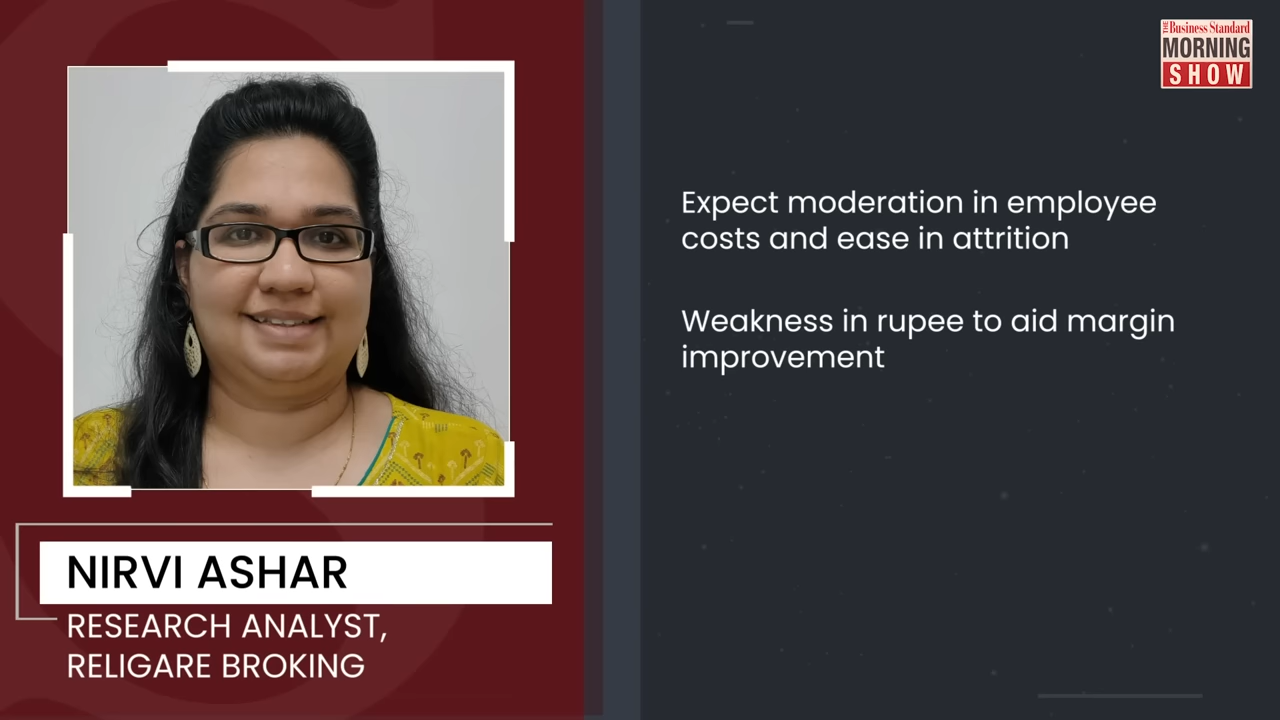 THE Business Standard
MORNING
SHOW
Expect moderation in employee
costs and ease in attrition
Weakness in rupee to aid margin
improvement
NIRVI ASHAR
RESEARCH ANALYST,
RELIGARE BROKING